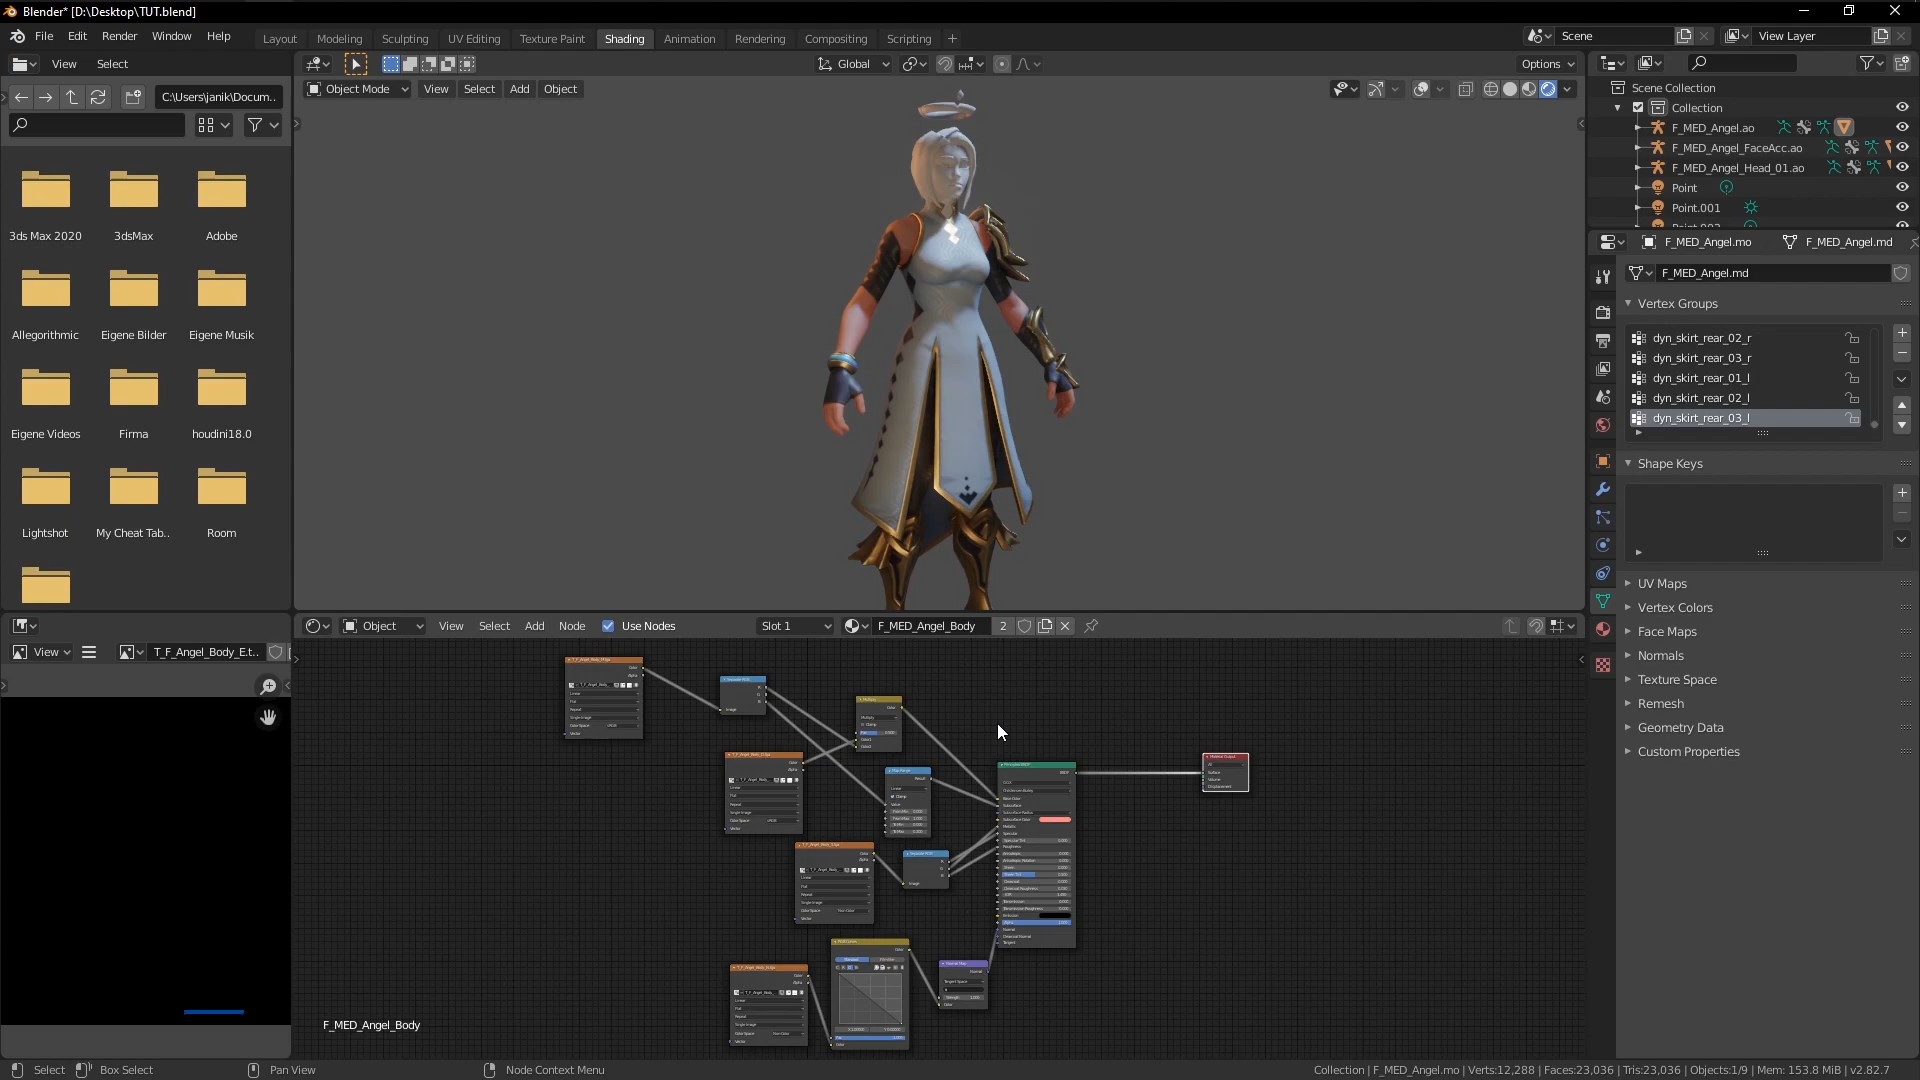 Blender* [D:\Desktop\TUT.blend]
File Edit Render Window Help
Layout Modeling Sculpting UV Editing Texture Paint Shading Animation Rendering Compositing Scripting +
Scene
View Layer
View Select
Global
Options
C:\Users\janik\Docum..
Object Mode View Select Add Object
3ds Max 2020 3dsMax Adobe
Allegorithmic Eigene Bilder Eigene Musik
Eigene Videos Firma houdini18.0
Lightshot My Cheat Tab.. Room
Scene Collection
Collection
F_MED_Angel.ao
F_MED_Angel_FaceAcc.ao
F_MED_Angel_Head_01.ao
Point
Point.001
F_MED_Angel.mo F_MED_Angel.md
F_MED_Angel.md
Vertex Groups
dyn_skirt_rear_02_r
dyn_skirt_rear_03_r
dyn_skirt_rear_01_l
dyn_skirt_rear_02_l
dyn_skirt_rear_03_l
Shape Keys
UV Maps
Vertex Colors
Face Maps
Normals
Texture Space
Remesh
Geometry Data
Custom Properties
Object View Select Add Node Use Nodes Slot 1 F_MED_Angel_Body 2
View T_F_Angel_Body_E.t..
F_MED_Angel_Body
Select Box Select Pan View Node Context Menu
Collection | F_MED_Angel.mo | Verts:12,288 | Faces:23,036 | Tris:23,036 | Objects:1/9 | Mem: 153.8 MiB | v2.82.7